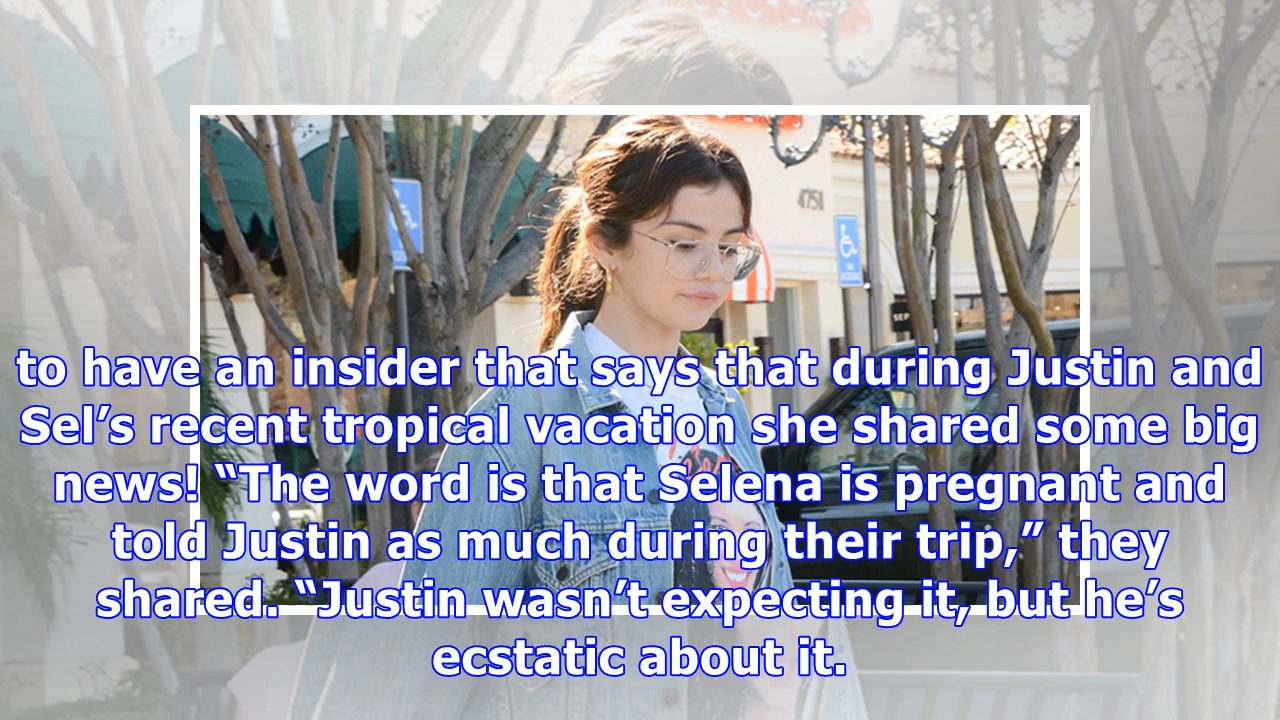 4751
SEP
to have an insider that says that during Justin and
Sel’s recent tropical vacation she shared some big
news! “The word is that Selena is pregnant and
told Justin as much during their trip,” they
shared. “Justin wasn’t expecting it, but he’s
ecstatic about it.